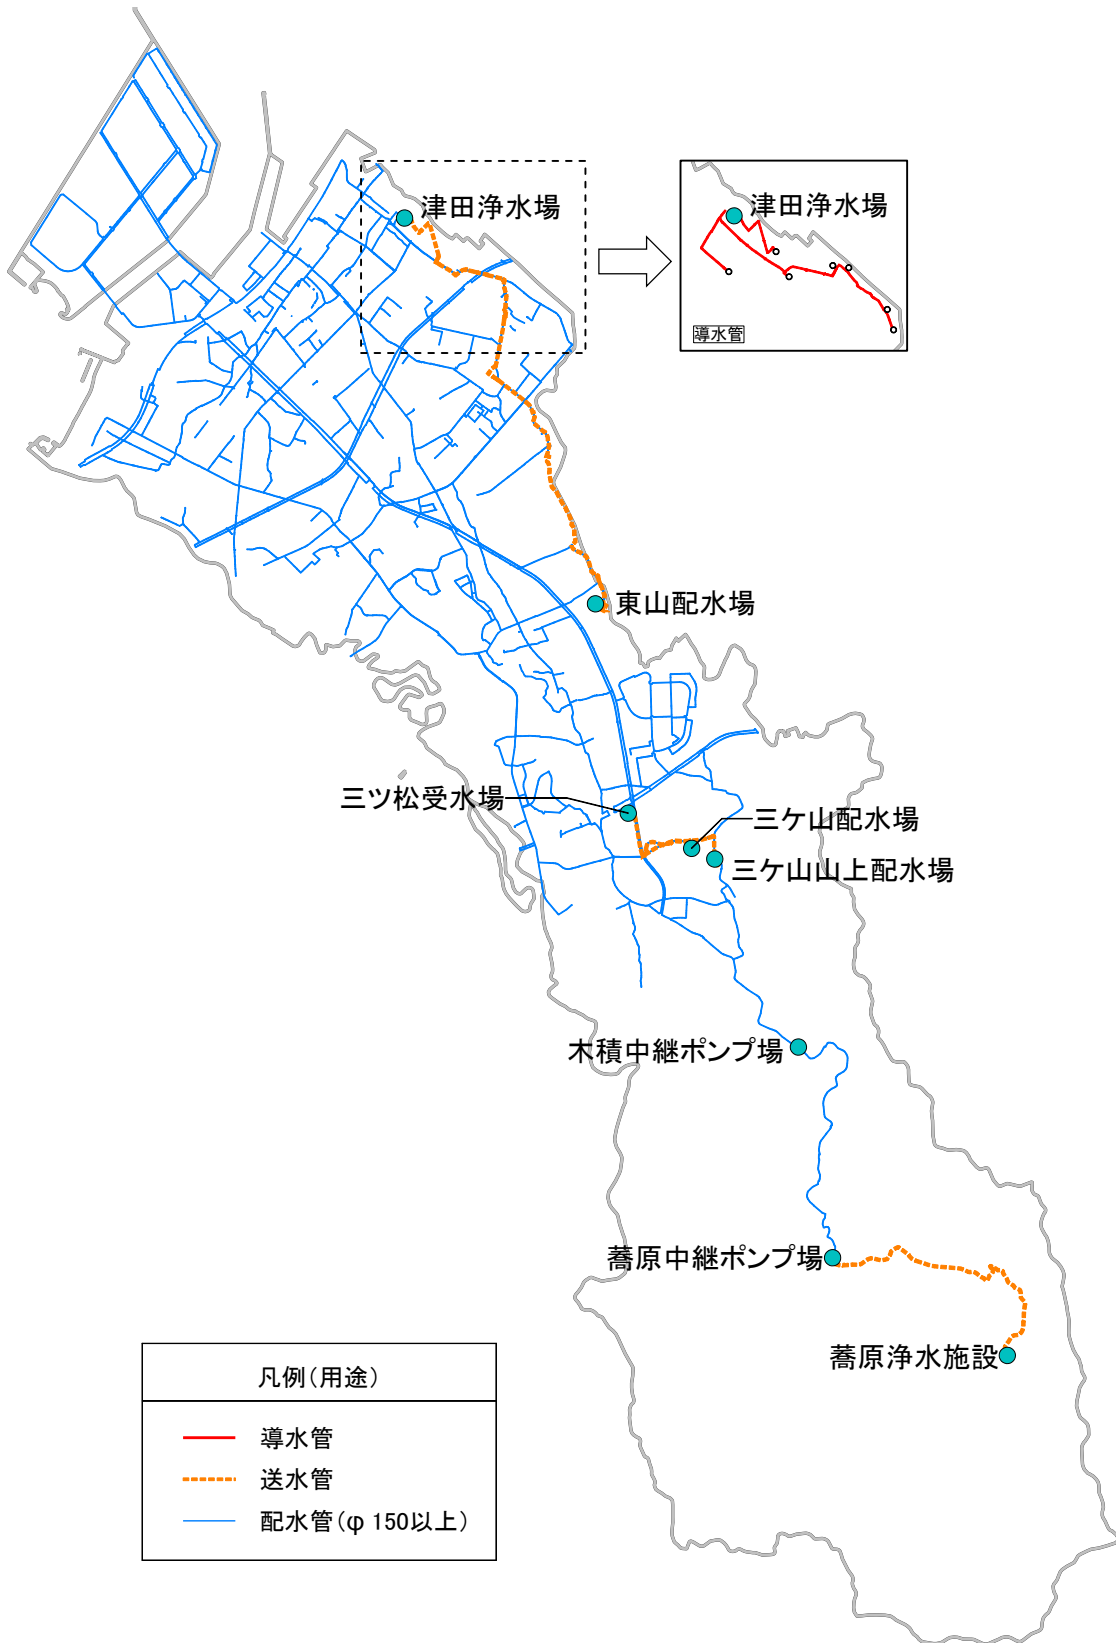 津田浄水場
津田浄水場
導水管
東山配水場
三ツ松受水場
三ケ山配水場
三ケ山山上配水場
木積中継ポンプ場
蕎原中継ポンプ場
蕎原浄水施設
凡例(用途)
導水管
送水管
配水管(φ 150以上)